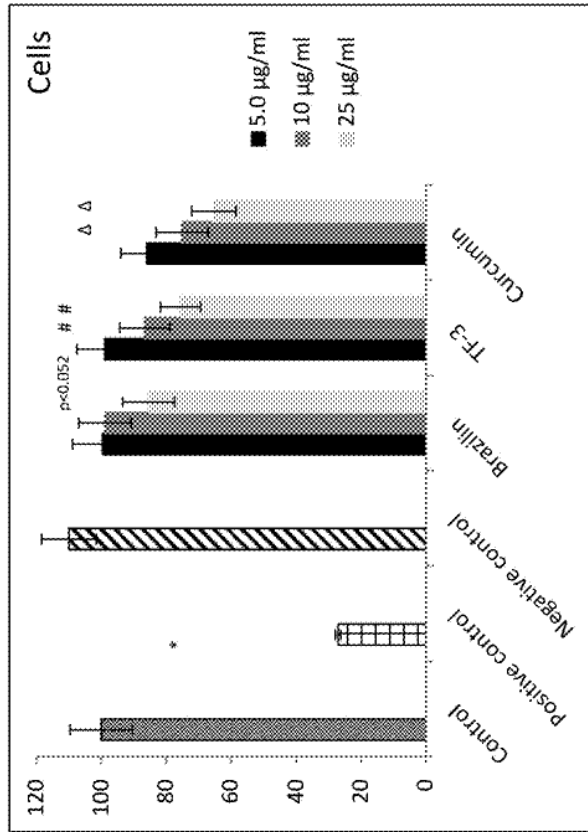 Cells
120
100
80
60
40
20
0
*
p<0.052
# #
Δ Δ
5.0 µg/ml
10 µg/ml
25 µg/ml
Control
Positive control
Negative control
Brazilin
TF-3
Curcumin